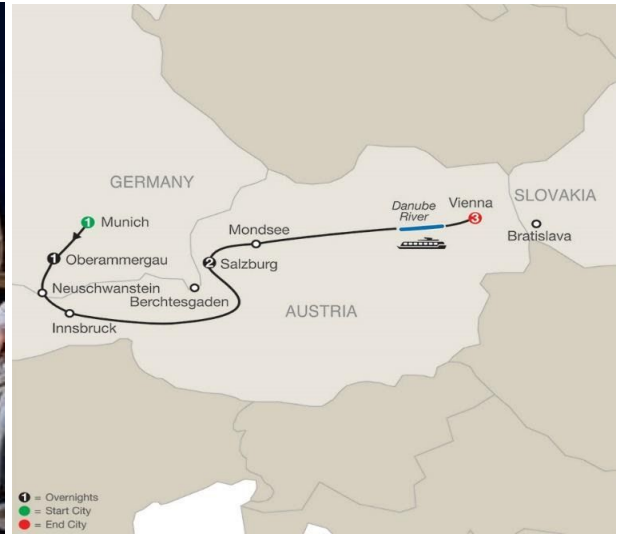 GERMANY
1 Munich
1 Oberammergau
Neuschwanstein
Berchtesgaden
Innsbruck
2 Salzburg
Mondsee
AUSTRIA
Danube
River
Vienna
3
SLOVAKIA
Bratislava
1 = Overnights
= Start City
= End City